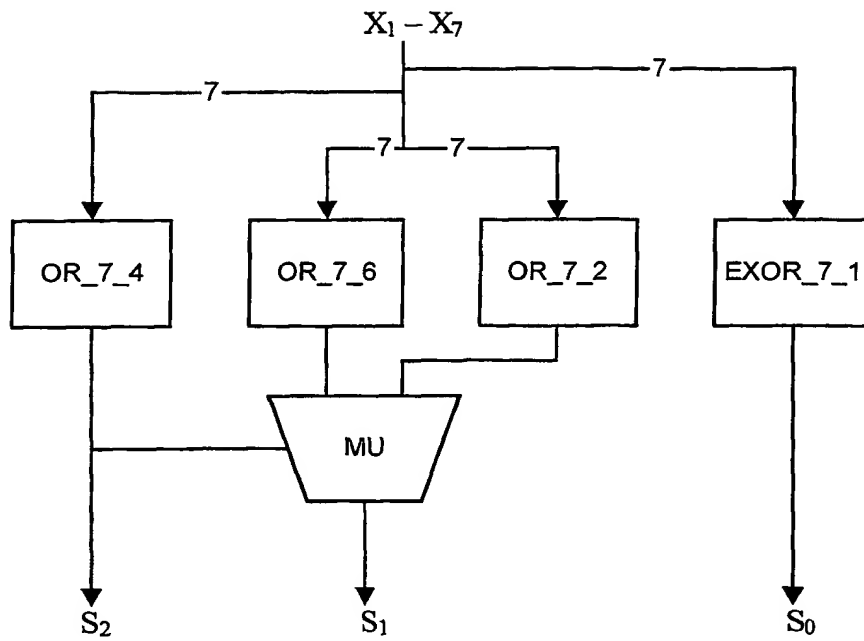 X₁ – X₇
7
7
7 7
OR_7_4 OR_7_6 OR_7_2 EXOR_7_1
MU
S₂ S₁ S₀